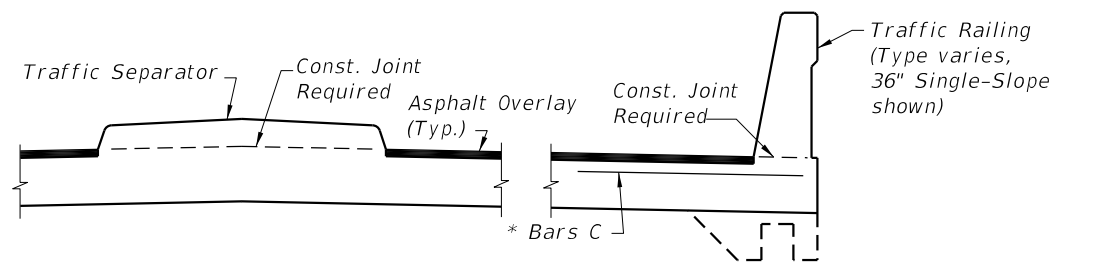 Traffic Separator
Const. Joint
Required
Asphalt Overlay
(Typ.)
Const. Joint
Required
Traffic Railing
(Type varies,
36" Single-Slope
shown)
* Bars C